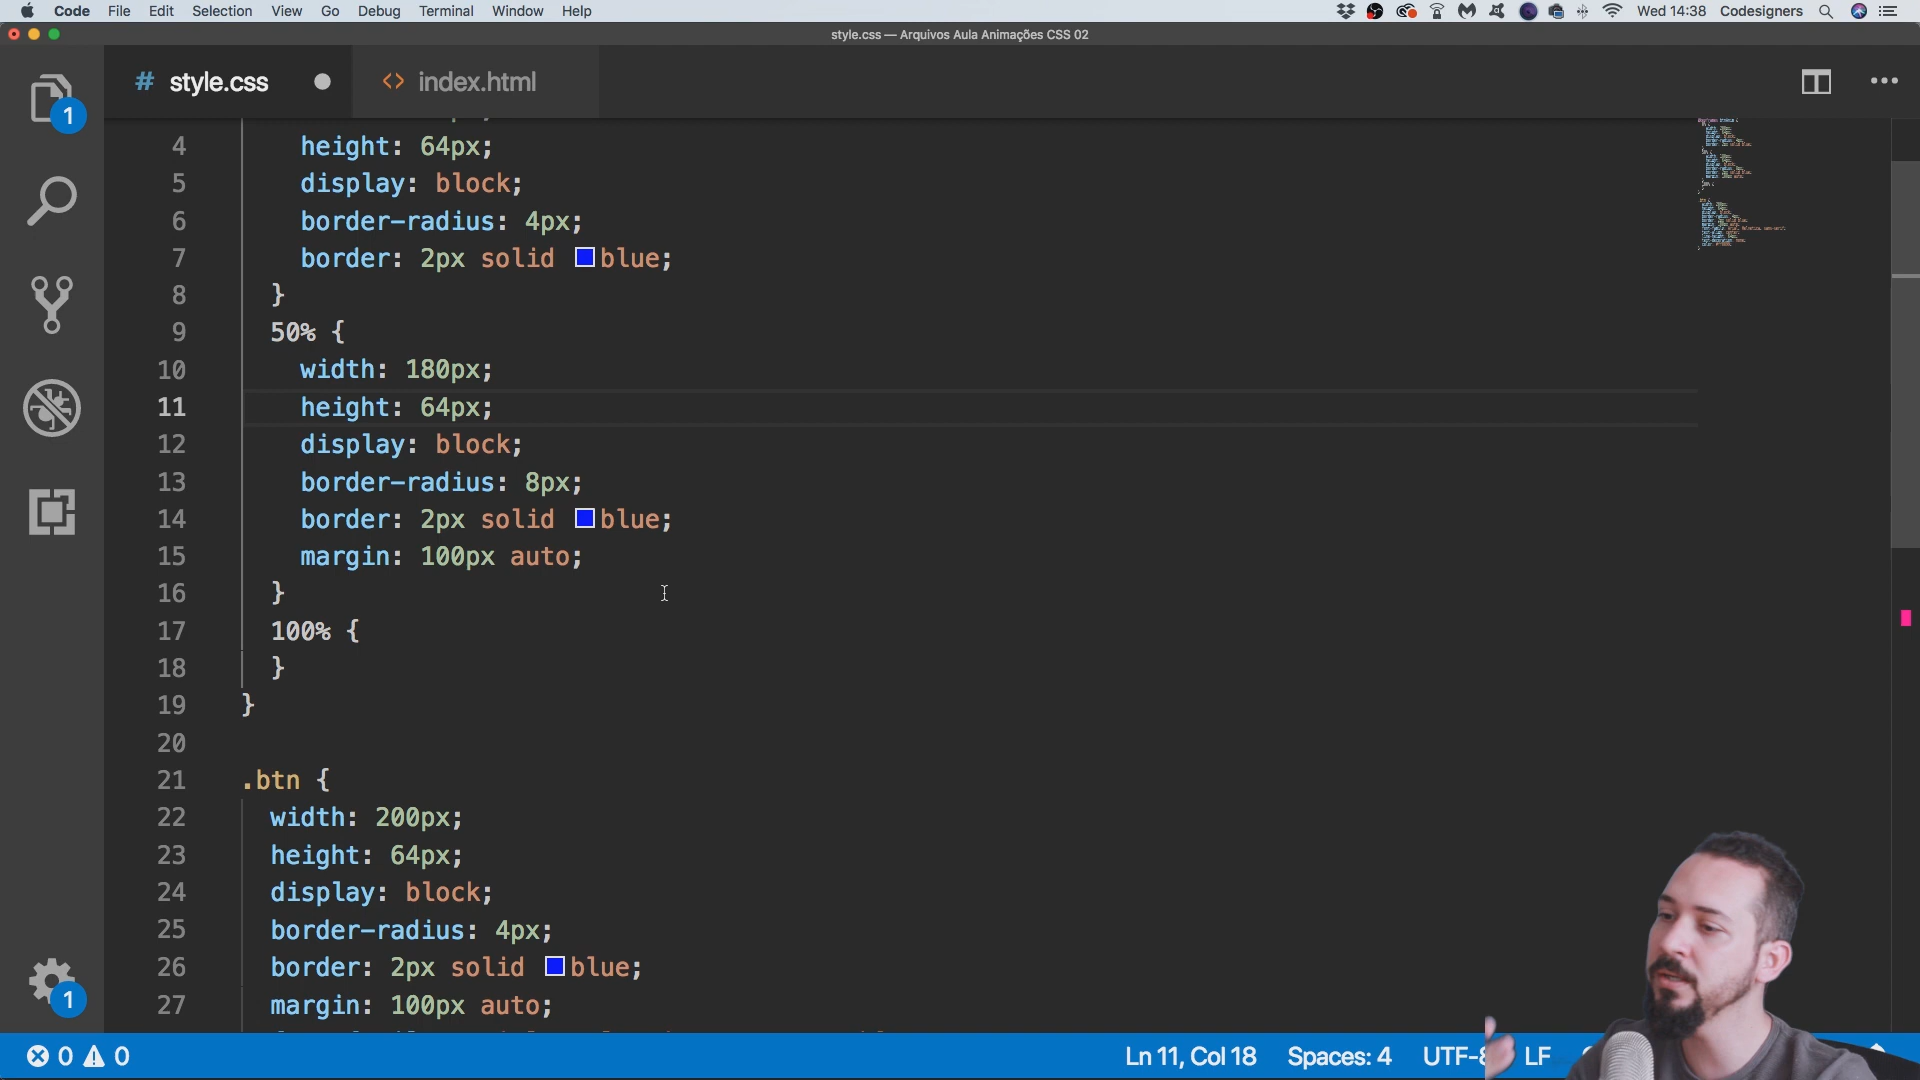 Code File Edit Selection View Go Debug Terminal Window Help Wed 14:38 Codesigners
style.css — Arquivos Aula Animações CSS 02
# style.css <> index.html
1
4 height: 64px;
5 display: block;
6 border-radius: 4px;
7 border: 2px solid blue;
8 }
9 50% {
10 width: 180px;
11 height: 64px;
12 display: block;
13 border-radius: 8px;
14 border: 2px solid blue;
15 margin: 100px auto;
16 }
17 100% {
18 }
19 }
20
21 .btn {
22 width: 200px;
23 height: 64px;
24 display: block;
25 border-radius: 4px;
26 border: 2px solid blue;
27 margin: 100px auto;
1
0 0 Ln 11, Col 18 Spaces: 4 LF